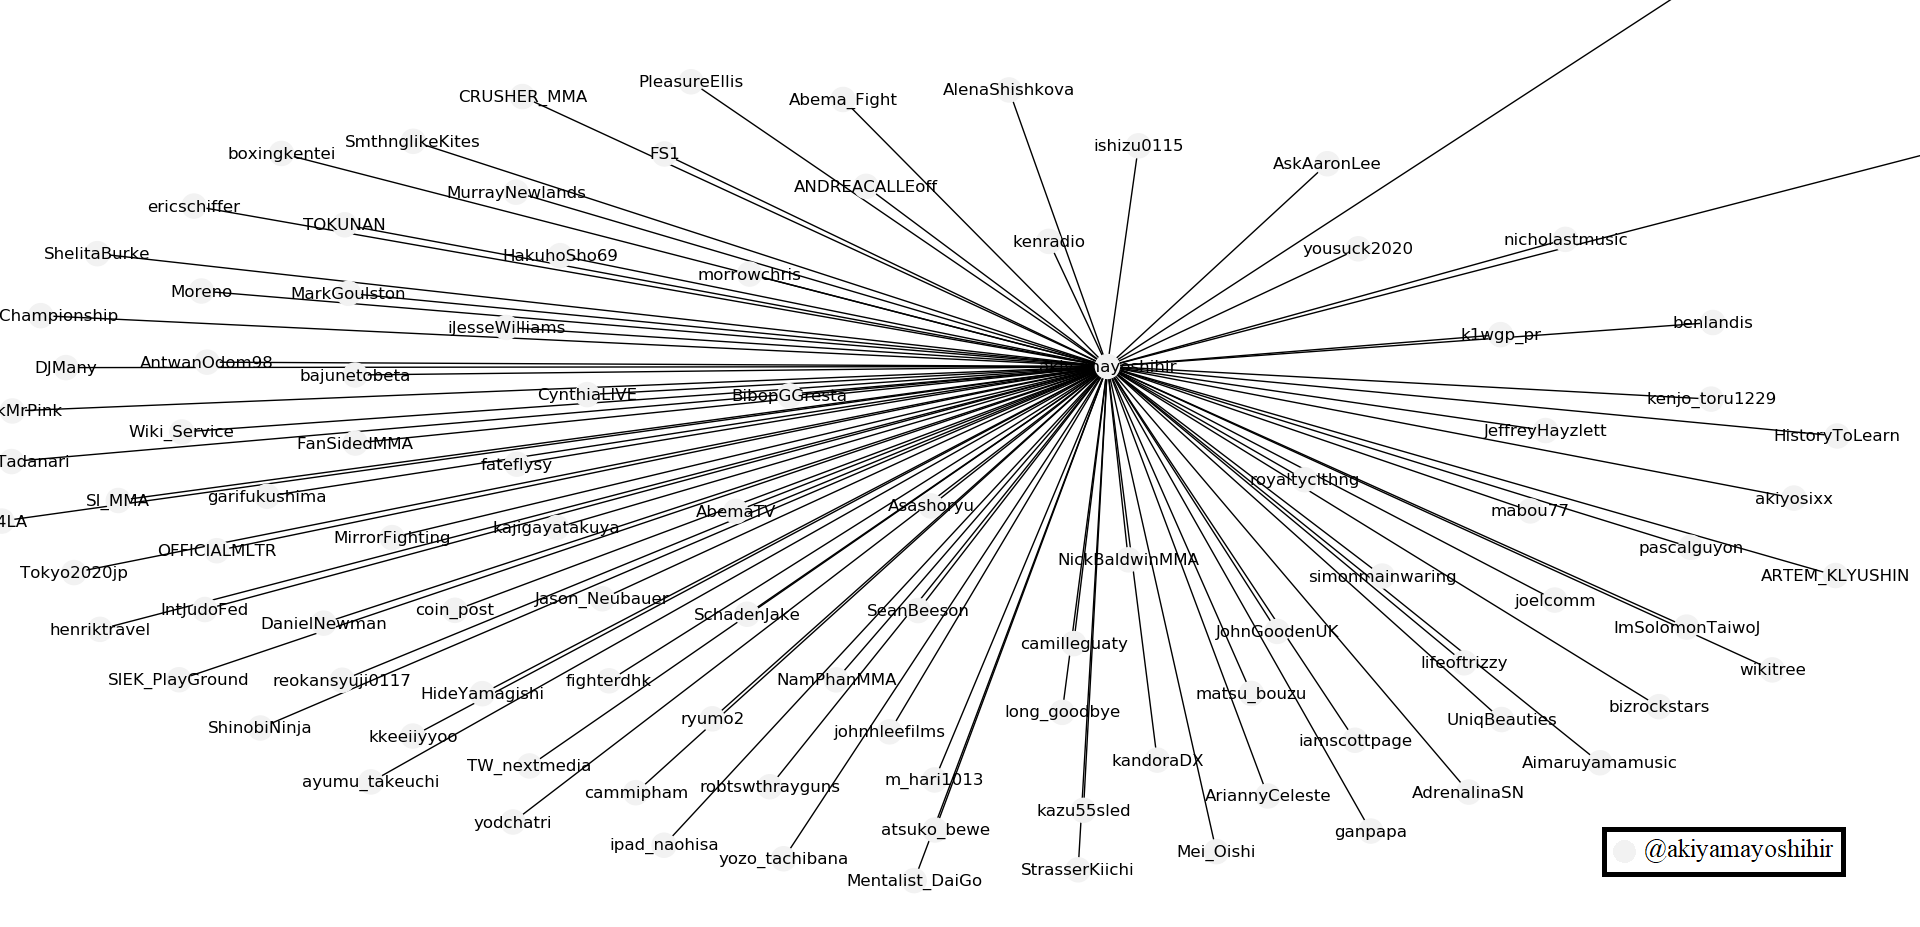 PleasureEllis
AlenaShishkova
CRUSHER_MMA
Abema_Fight
SmthnglikeKites
ishizu0115
boxingkentei
FS1
AskAaronLee
ANDREACALLEoff
MurrayNewlands
ericschiffer
TOKUNAN
nicholastmusic
kenradio
yousuck2020
ShelitaBurke
HakuhoSho69
morrowchris
Moreno
MarkGoulston
Championship
benlandis
iJesseWilliams
k1wgp_pr
AntwanOdom98
DJMany
akiyamayoshihir
bajunetobeta
CynthiaLIVE
BibopGGresta
kenjo_toru1229
kMrPink
Wiki_Service
JeffreyHayzlett
HistoryToLearn
FanSidedMMA
Tadanari
fateflysy
royaltyclthng
garifukushima
akiyosixx
SI_MMA
Asashoryu
AbemaTV
mabou77
4LA
kajigayatakuya
MirrorFighting
pascalguyon
OFFICIALMLTR
NickBaldwinMMA
Tokyo2020jp
simonmainwaring
ARTEM_KLYUSHIN
Jason_Neubauer
joelcomm
IntJudoFed
coin_post
SeanBeeson
SchadenJake
DanielNewman
ImSolomonTaiwoJ
henriktravel
JohnGoodenUK
camilleguaty
lifeoftrizzy
wikitree
SIEK_PlayGround
reokansyuji0117
fighterdhk
NamPhanMMA
HideYamagishi
matsu_bouzu
bizrockstars
long_goodbye
ryumo2
UniqBeauties
ShinobiNinja
johnhleefilms
kkeeiiyyoo
iamscottpage
kandoraDX
Aimaruyamamusic
TW_nextmedia
ayumu_takeuchi
m_hari1013
robtswthrayguns
cammipham
AdrenalinaSN
AriannyCeleste
kazu55sled
yodchatri
atsuko_bewe
ganpapa
ipad_naohisa
@akiyamayoshihir
Mei_Oishi
yozo_tachibana
StrasserKiichi
Mentalist_DaiGo